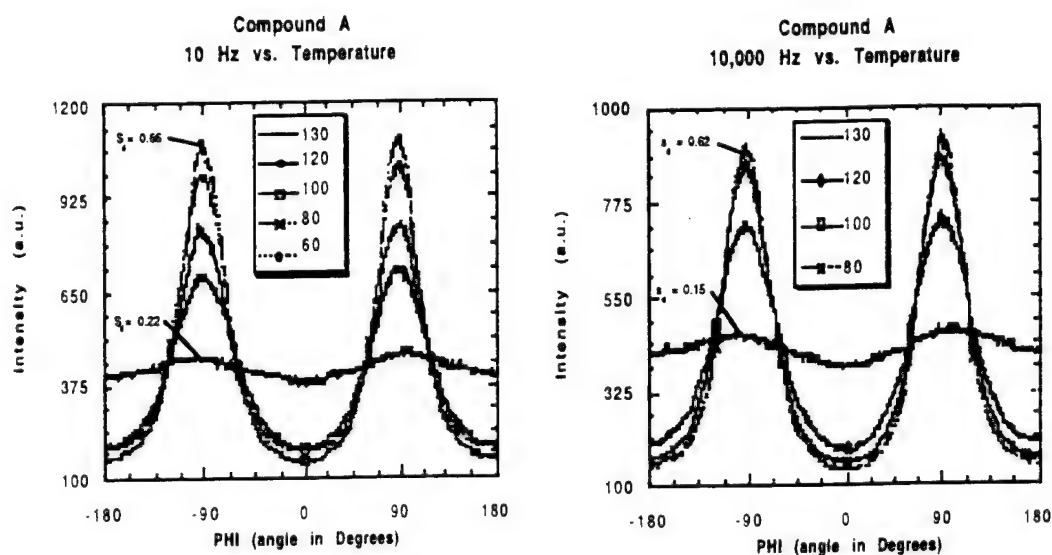 Compound A
10 Hz vs. Temperature
1200
925
650
375
100
Intensity (a.u.)
S = 0.66
S = 0.22
130
120
100
80
60
-180
-90
0
90
180
PHI (angle in Degrees)
Compound A
10,000 Hz vs. Temperature
1000
775
550
325
100
Intensity (a.u.)
s = 0.62
s = 0.15
130
120
100
80
-180
-90
0
90
180
PHI (angle in Degrees)